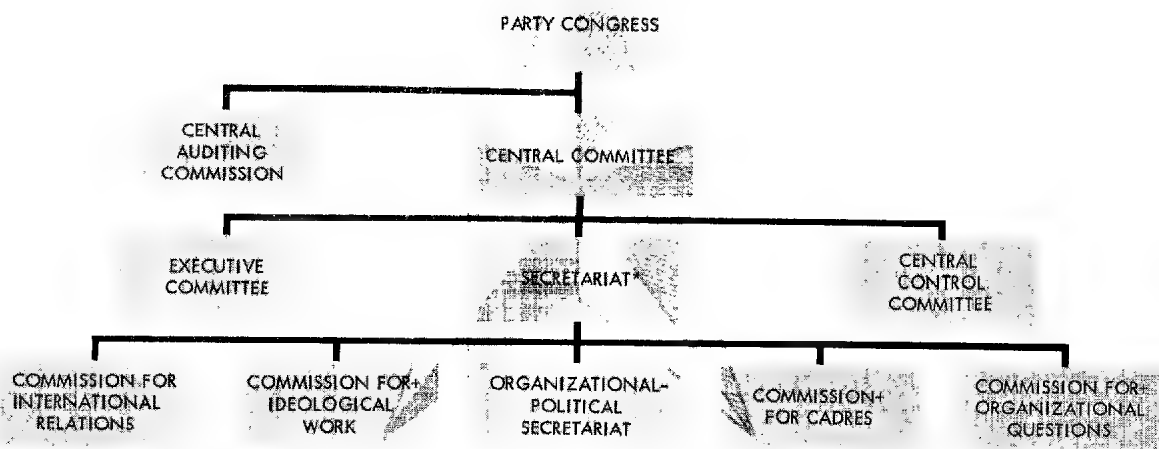 PARTY CONGRESS
CENTRAL
AUDITING
COMMISSION
CENTRAL COMMITTEE
EXECUTIVE
COMMITTEE
SECRETARIAT*
CENTRAL
CONTROL
COMMITTEE
COMMISSION FOR
INTERNATIONAL
RELATIONS
COMMISSION FOR+
IDEOLOGICAL
WORK
ORGANIZATIONAL-
POLITICAL
SECRETARIAT
COMMISSION+
FOR CADRES
COMMISSION FOR+
ORGANIZATIONAL
QUESTIONS